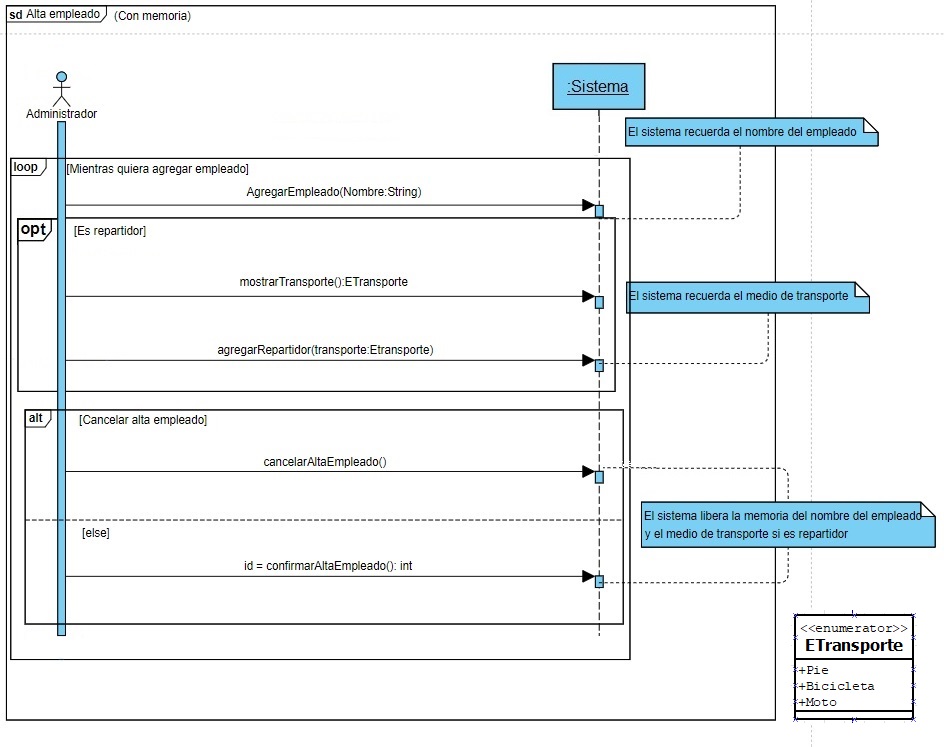 sd Alta empleado (Con memoria)
Administrador
:Sistema
El sistema recuerda el nombre del empleado
loop [Mientras quiera agregar empleado]
AgregarEmpleado(Nombre:String)
opt [Es repartidor]
mostrarTransporte():ETransporte
El sistema recuerda el medio de transporte
agregarRepartidor(transporte:Etransporte)
alt [Cancelar alta empleado]
cancelarAltaEmpleado()
El sistema libera la memoria del nombre del empleado
y el medio de transporte si es repartidor
[else]
id = confirmarAltaEmpleado(): int
<<enumerator>>
ETransporte
+Pie
+Bicicleta
+Moto